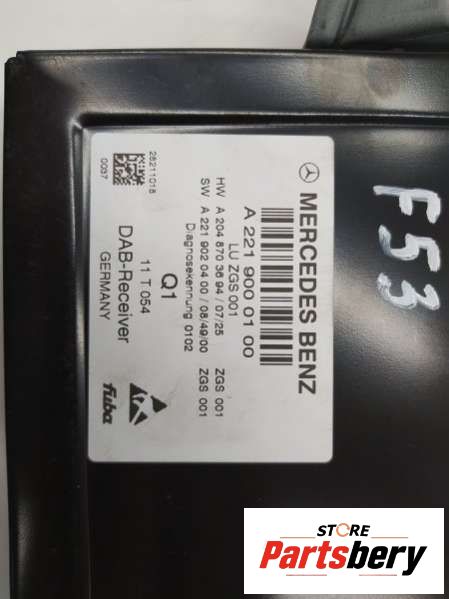 MERCEDES BENZ
A 221 900 01 00
LU ZGS 001
HW A 204 870 36 94 / 07/25 ZGS 001
SW A 221 902 04 00 / 08/49/00 ZGS 001
Diagnosekennung 0102
Q1
28211018
0037
11 T 054
DAB-Receiver
GERMANY
fuba
F53
STORE
Partsbery